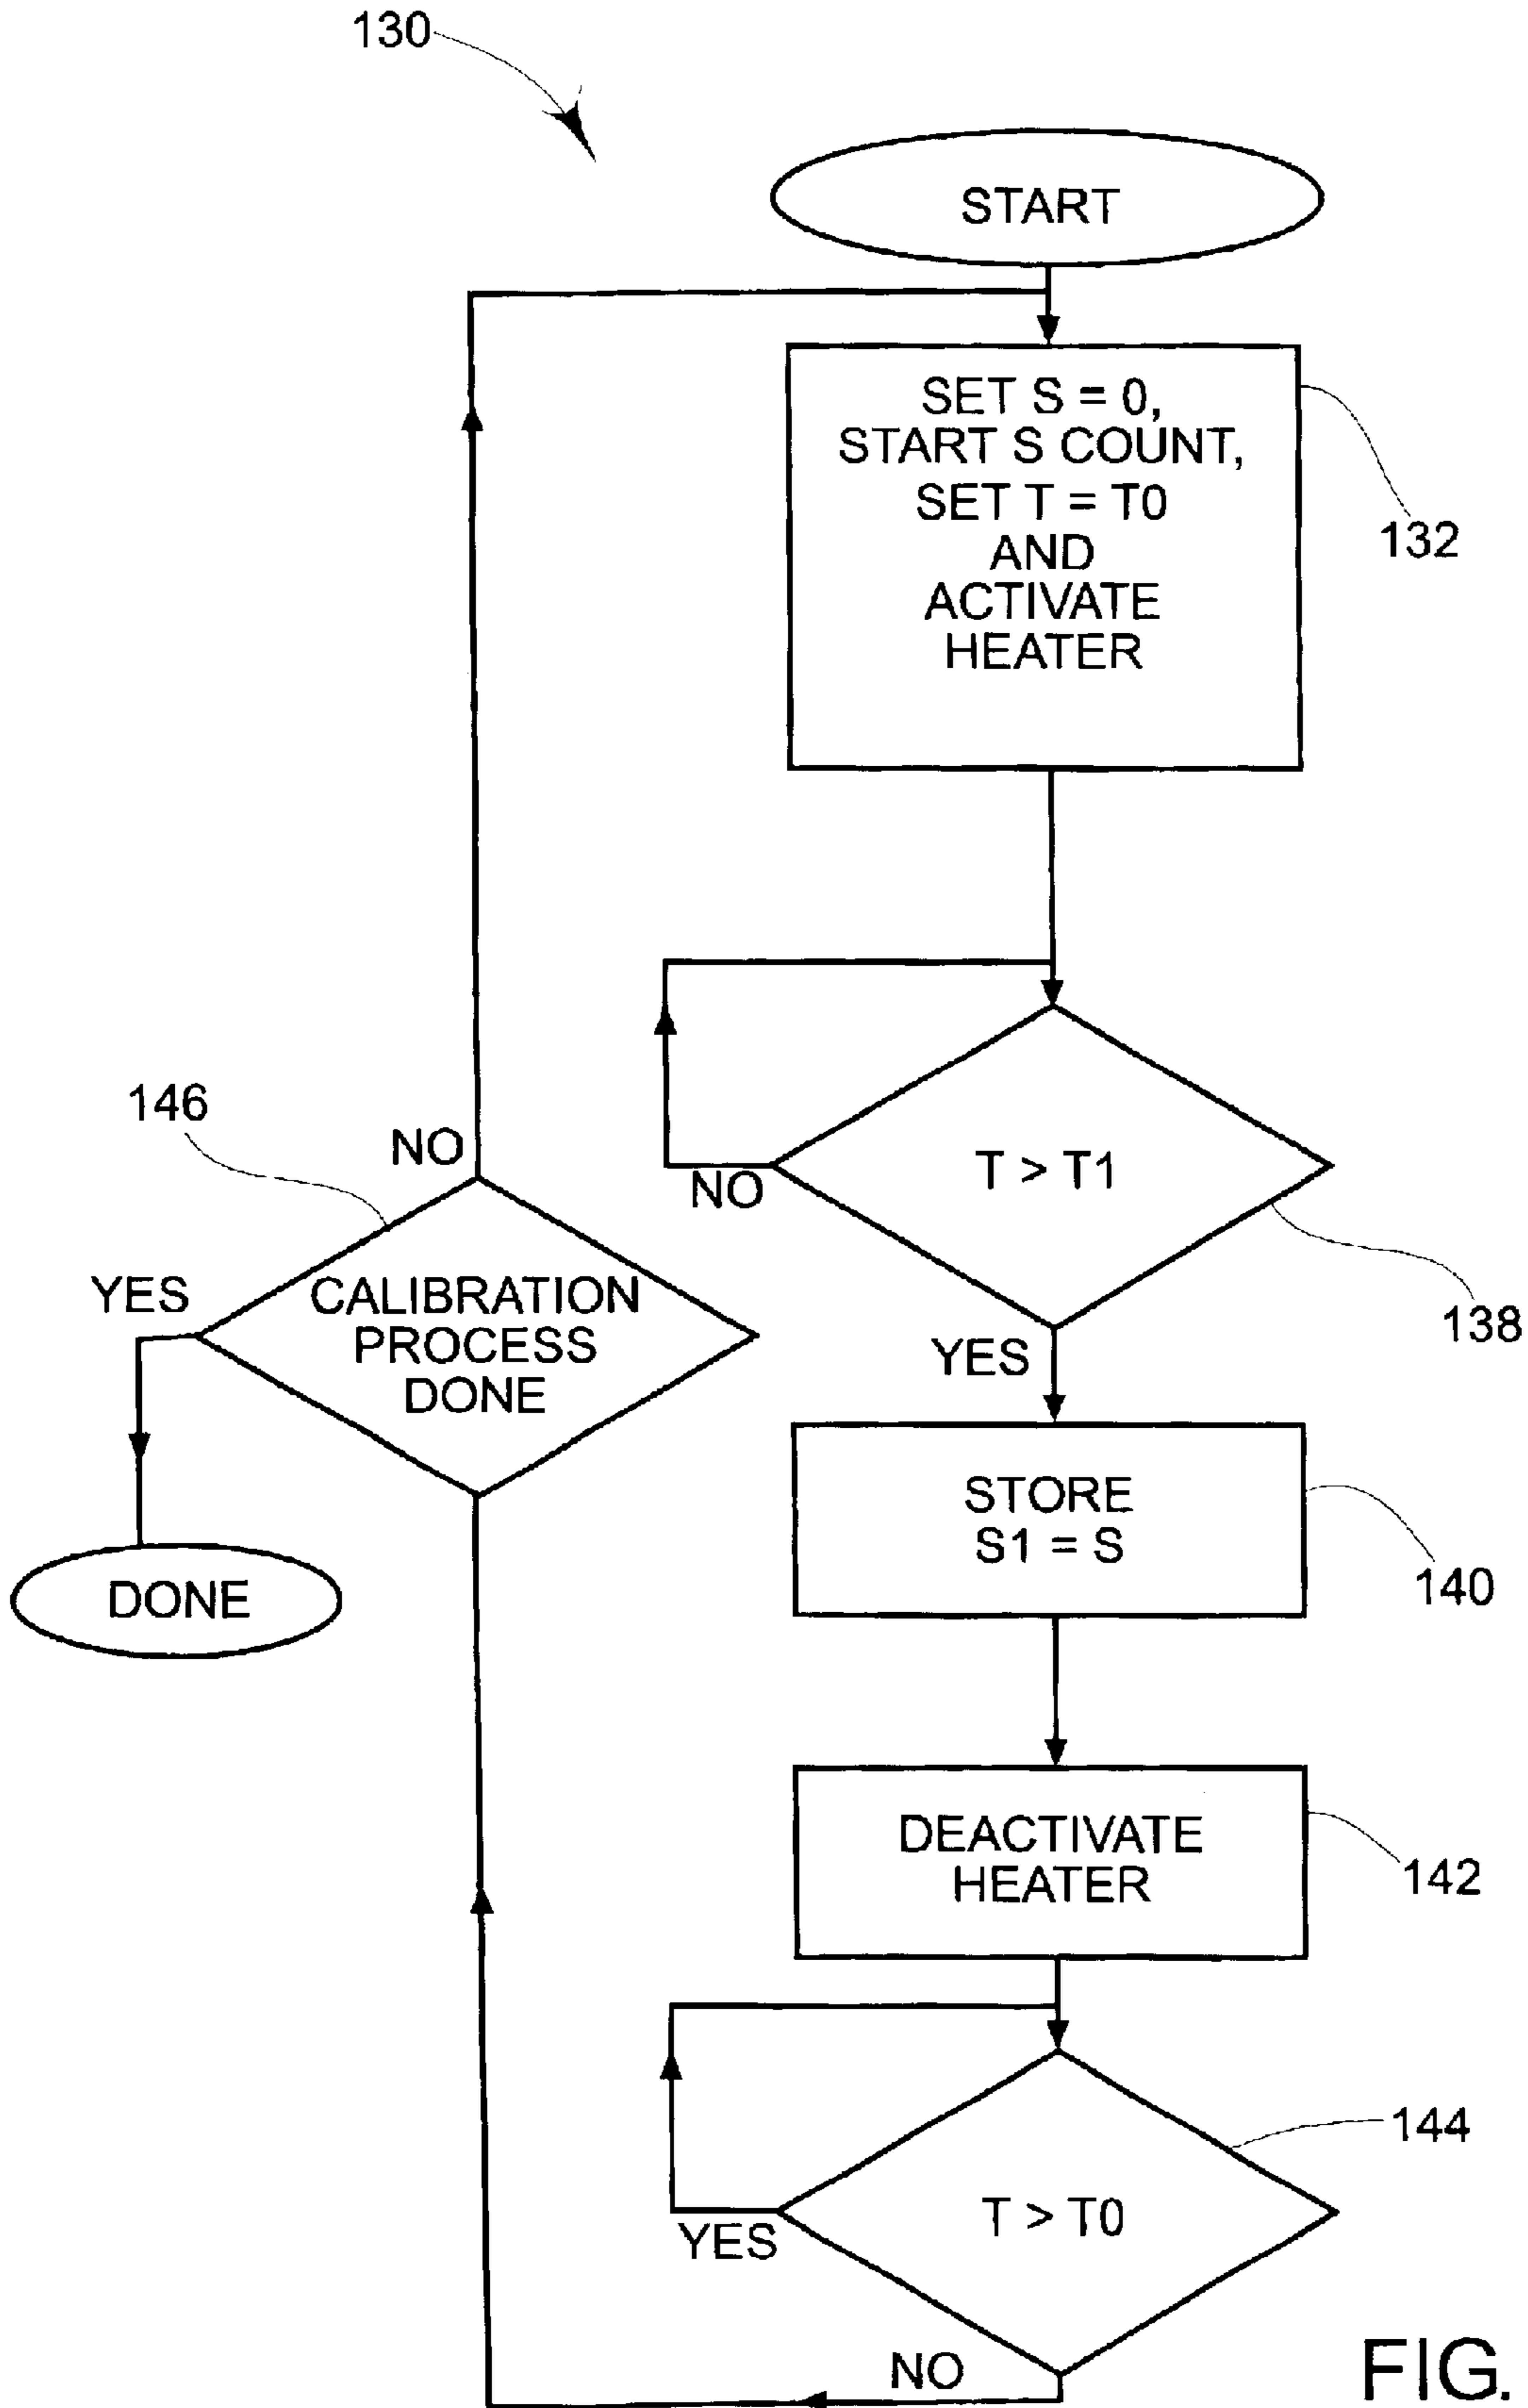 130
START
SET S = 0,
START S COUNT,
SET T = T0
AND
ACTIVATE
HEATER
132
T > T1
NO
138
YES
146
NO
YES
CALIBRATION
PROCESS
DONE
DONE
STORE
S1 = S
140
DEACTIVATE
HEATER
142
T > T0
144
YES
NO
FIG.